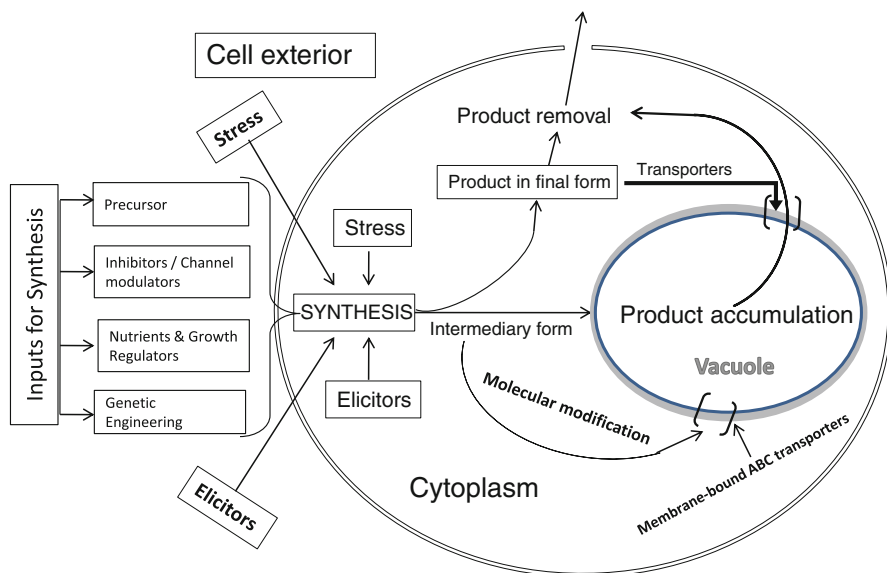 Cell exterior
Stress
Inputs for Synthesis
Precursor
Inhibitors / Channel
modulators
Nutrients & Growth
Regulators
Genetic
Engineering
Elicitors
Stress
SYNTHESIS
Elicitors
Product removal
Product in final form
Transporters
Intermediary form
Molecular modification
Product accumulation
Vacuole
Membrane-bound ABC transporters
Cytoplasm